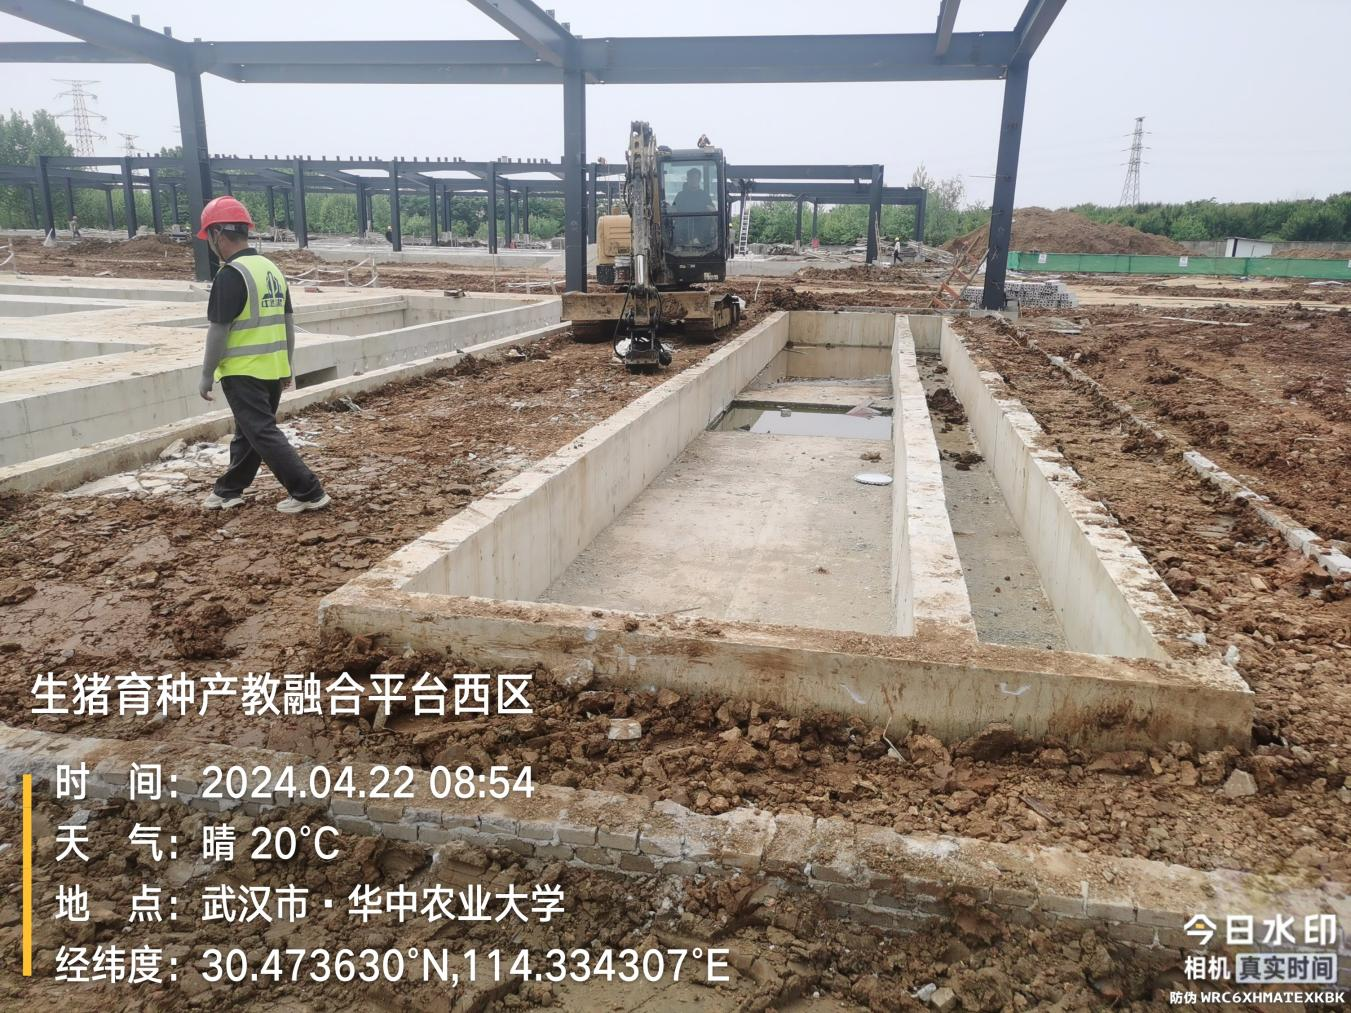 生猪育种产教融合平台西区
时 间：2024.04.22 08:54
天 气：晴 20℃
地 点：武汉市·华中农业大学
经纬度：30.473630°N,114.334307°E
今日水印
相机 真实时间
防伪 WRC6XHMATEXKBK